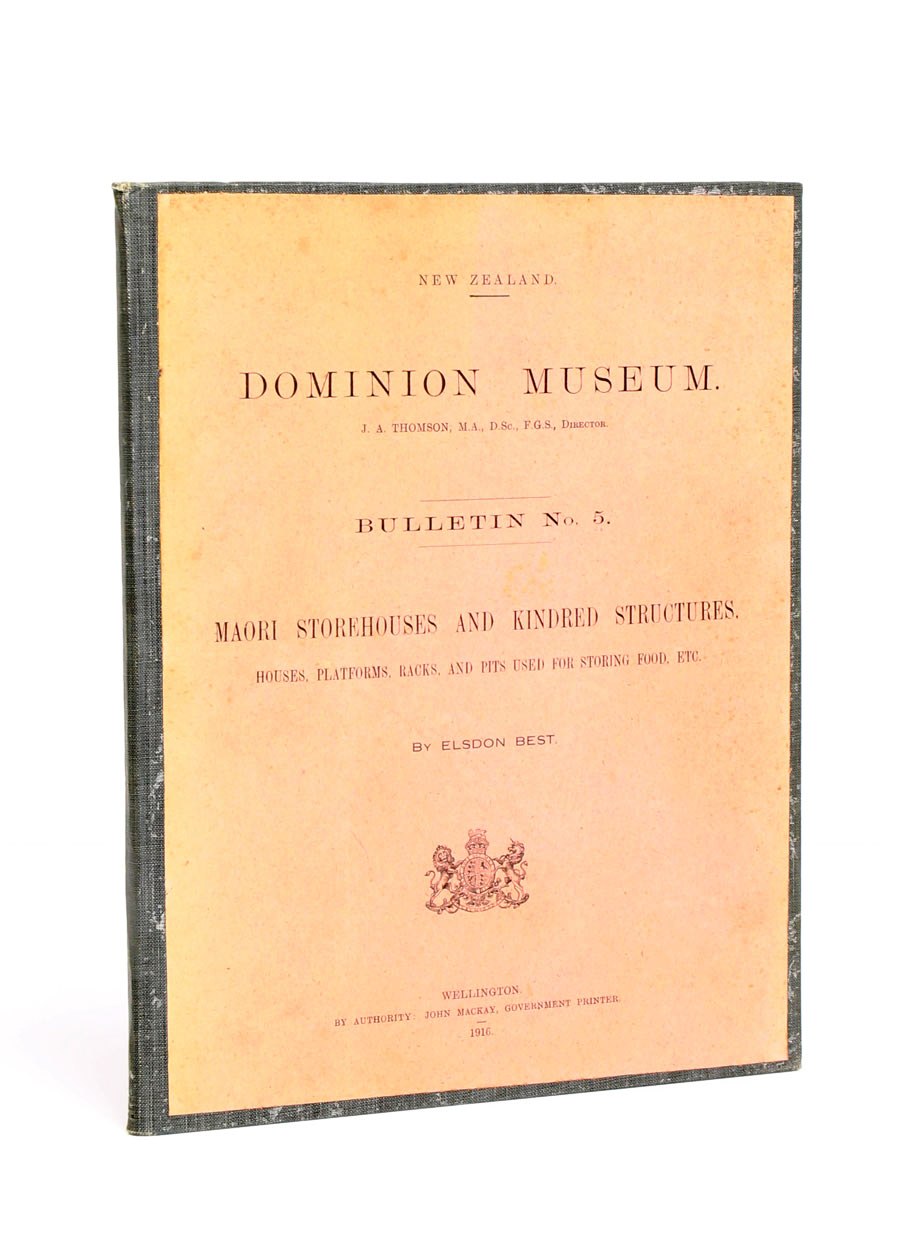 NEW ZEALAND.
DOMINION MUSEUM.
J. A. THOMSON, M.A., D.Sc., F.G.S., Director.
BULLETIN No. 5.
MAORI STOREHOUSES AND KINDRED STRUCTURES.
HOUSES, PLATFORMS, RACKS, AND PITS USED FOR STORING FOOD, ETC.
By ELSDON BEST.
WELLINGTON.
BY AUTHORITY: JOHN MACKAY, GOVERNMENT PRINTER.
1916.